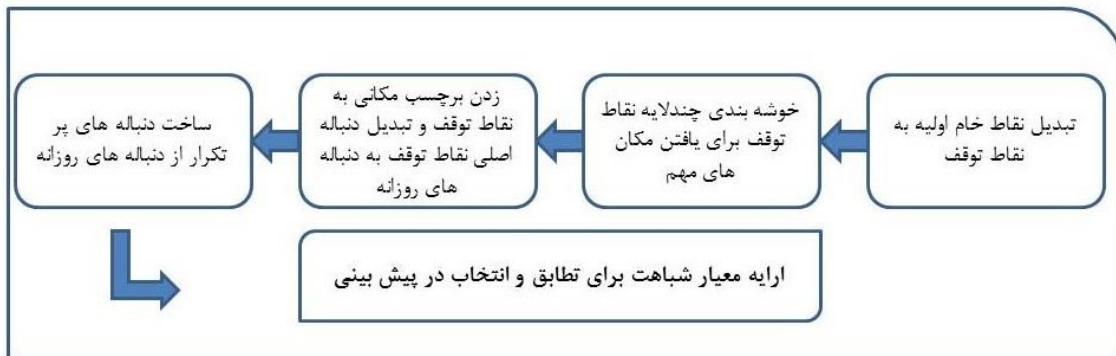 تبدیل نقاط خام اولیه به
نقاط توقف
خوشه بندی چندلایه نقاط
توقف برای یافتن مکان
های مهم
زدن برچسب مکانی به
نقاط توقف و تبدیل دنباله
اصلی نقاط توقف به دنباله
های روزانه
ساخت دنباله های پر
تکرار از دنباله های روزانه
ارایه معیار شباهت برای تطابق و انتخاب در پیش بینی